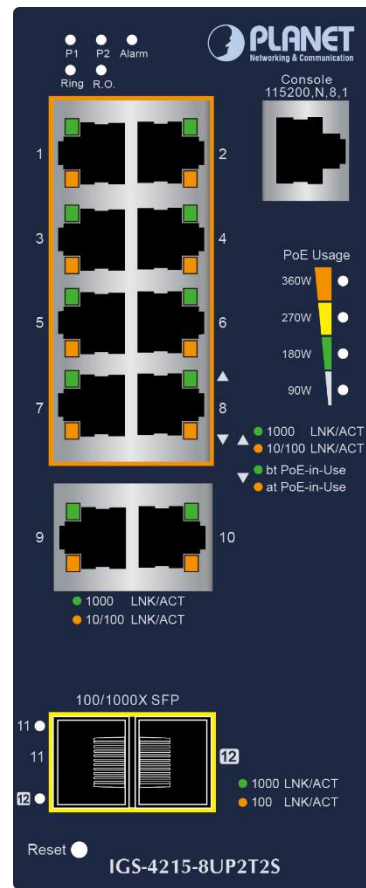 P1 P2 Alarm
Ring R.O.
PLANET
Networking & Communication
Console
115200,N,8,1
1
2
3
4
5
6
7
8
PoE Usage
360W
270W
180W
90W
1000 LNK/ACT
10/100 LNK/ACT
bt PoE-in-Use
at PoE-in-Use
9
10
1000 LNK/ACT
10/100 LNK/ACT
100/1000X SFP
11
11
12
12
1000 LNK/ACT
100 LNK/ACT
Reset
IGS-4215-8UP2T2S